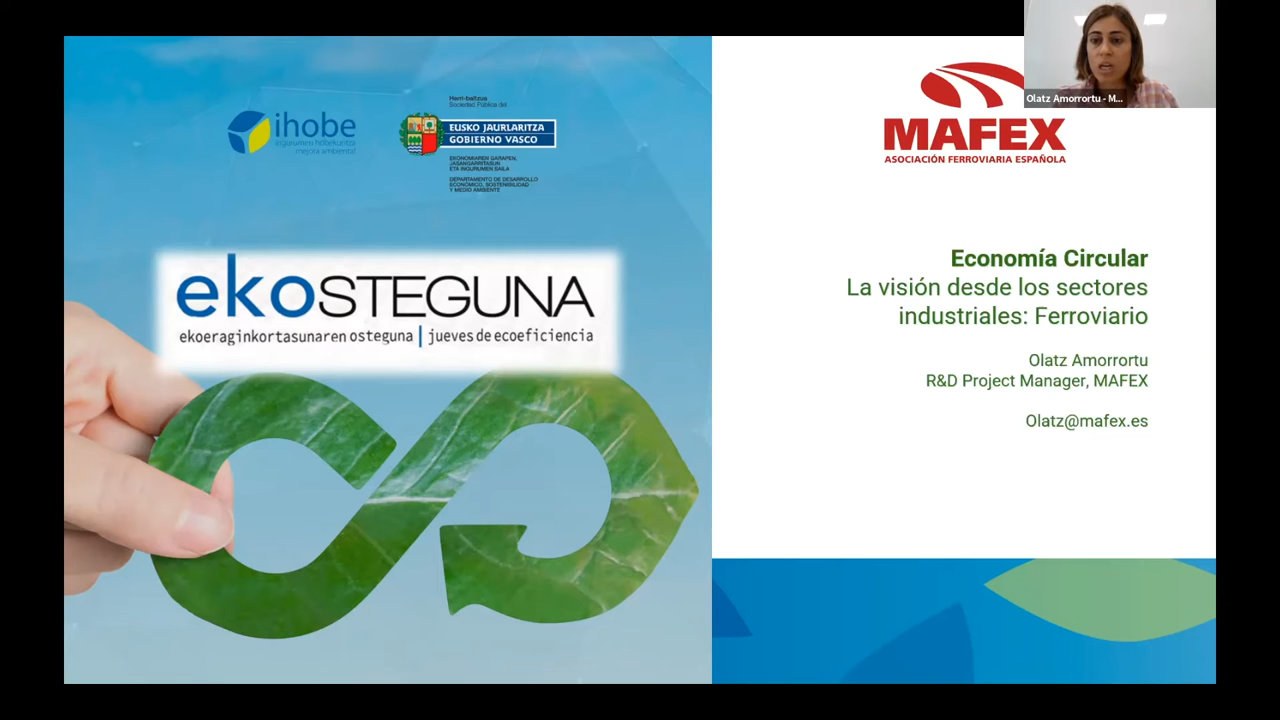 ihobe
ingurumen hobekuntza
mejora ambiental
Herri-baltzua
Sociedad Pública del
EUSKO JAURLARITZA
GOBIERNO VASCO
EKONOMIAREN GARAPEN,
JASANGARRITASUN
ETA INGURUMEN SAILA
DEPARTAMENTO DE DESARROLLO
ECONÓMICO, SOSTENIBILIDAD
Y MEDIO AMBIENTE
ekoSTEGUNA
ekoeraginkortasunaren osteguna | jueves de ecoeficiencia
Olatz Amorrortu - M...
MAFEX
ASOCIACIÓN FERROVIARIA ESPAÑOLA
Economía Circular
La visión desde los sectores
industriales: Ferroviario
Olatz Amorrortu
R&D Project Manager, MAFEX
Olatz@mafex.es